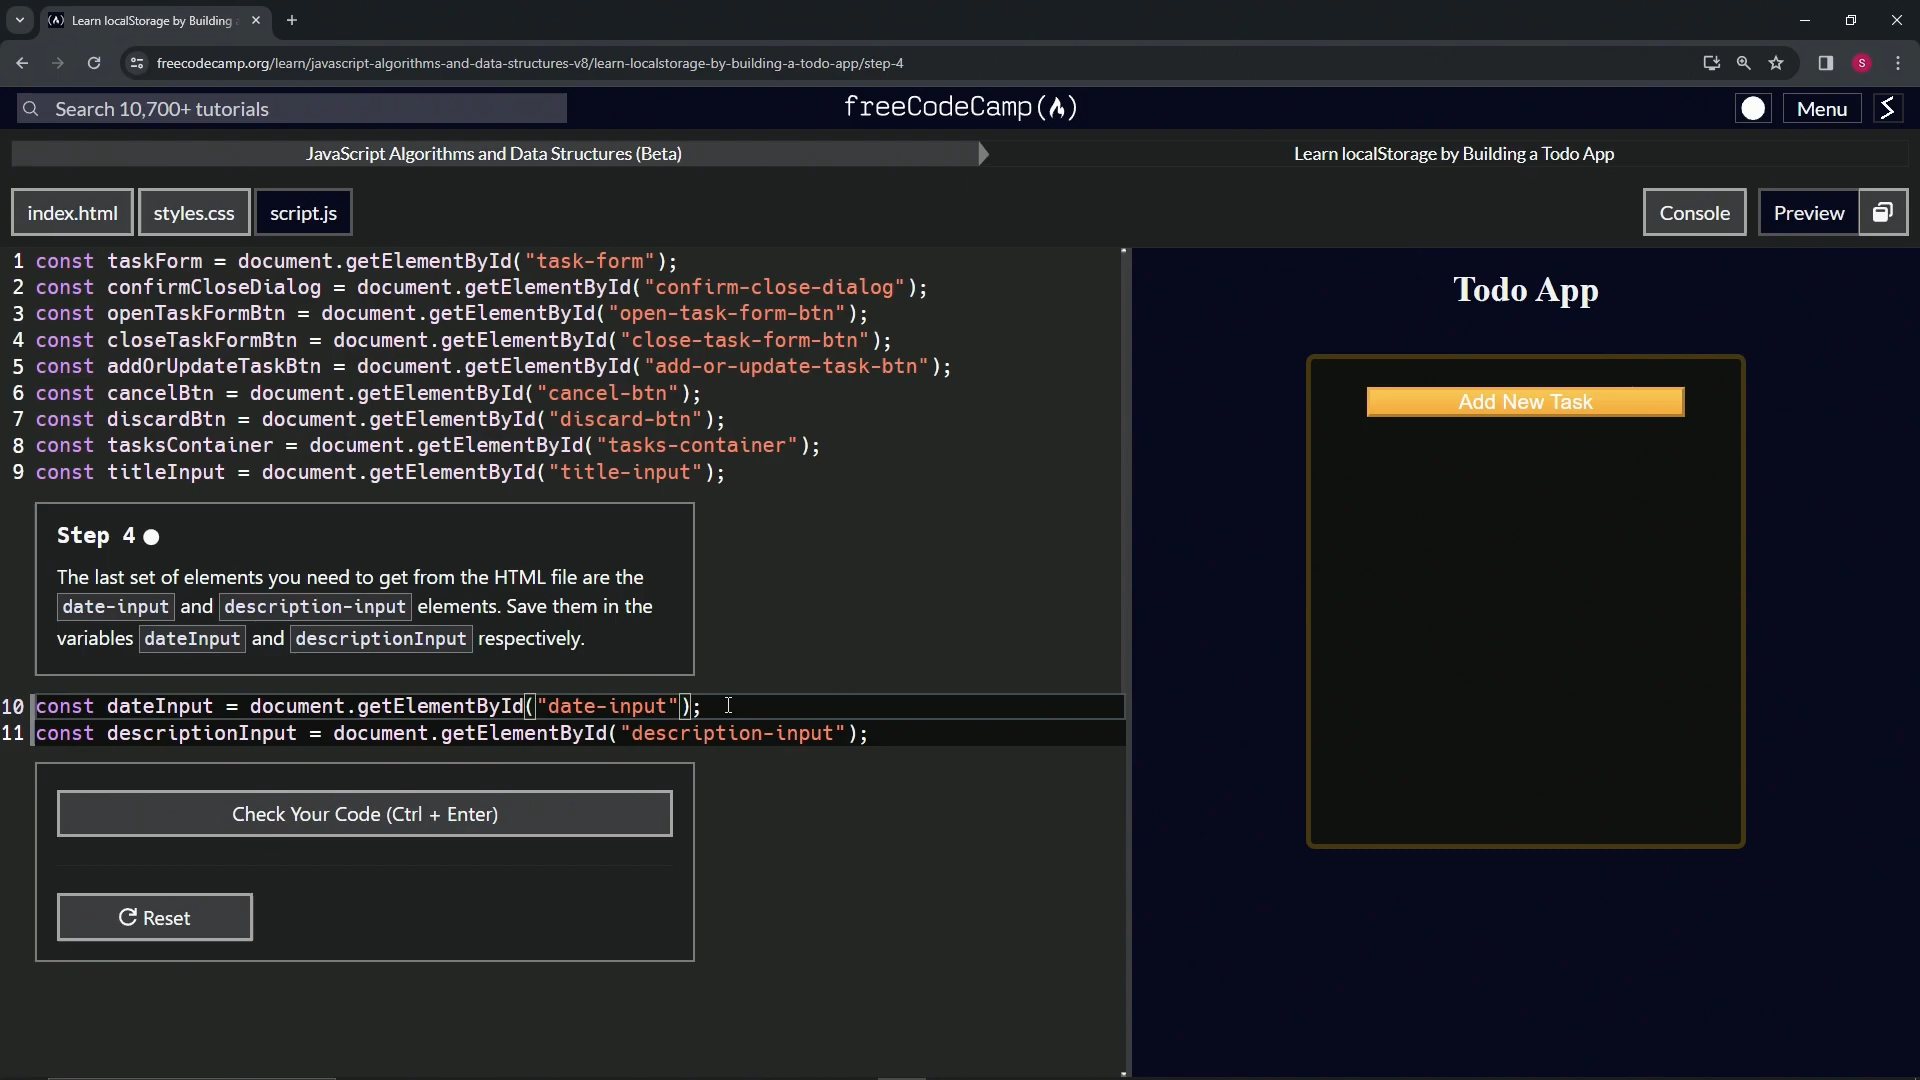 Learn localStorage by Building
freecodecamp.org/learn/javascript-algorithms-and-data-structures-v8/learn-localstorage-by-building-a-todo-app/step-4
S
Search 10,700+ tutorials
freeCodeCamp(🔥)
Menu
JavaScript Algorithms and Data Structures (Beta)
Learn localStorage by Building a Todo App
index.html
styles.css
script.js
Console
Preview
1 const taskForm = document.getElementById("task-form");
2 const confirmCloseDialog = document.getElementById("confirm-close-dialog");
3 const openTaskFormBtn = document.getElementById("open-task-form-btn");
4 const closeTaskFormBtn = document.getElementById("close-task-form-btn");
5 const addOrUpdateTaskBtn = document.getElementById("add-or-update-task-btn");
6 const cancelBtn = document.getElementById("cancel-btn");
7 const discardBtn = document.getElementById("discard-btn");
8 const tasksContainer = document.getElementById("tasks-container");
9 const titleInput = document.getElementById("title-input");
Step 4
The last set of elements you need to get from the HTML file are the
date-input and description-input elements. Save them in the
variables dateInput and descriptionInput respectively.
10 const dateInput = document.getElementById("date-input");
11 const descriptionInput = document.getElementById("description-input");
Check Your Code (Ctrl + Enter)
Reset
Todo App
Add New Task